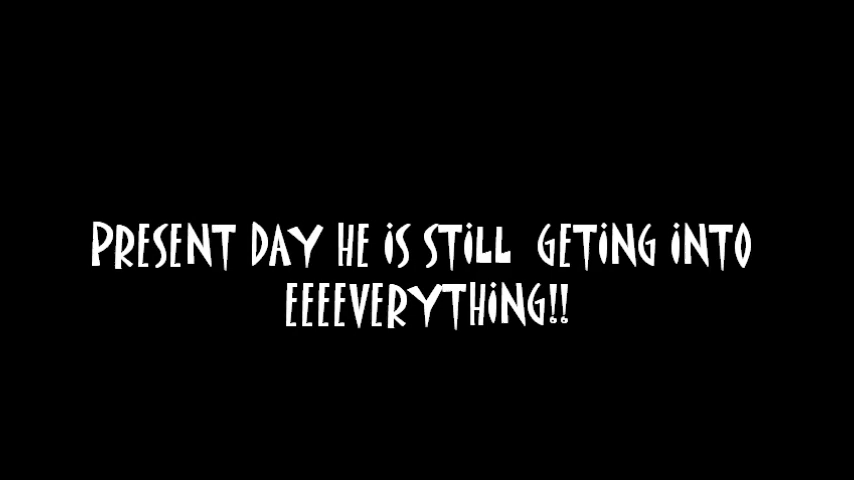 PRESENT DAY HE iS STiLL GETING iNTO
EEEEVERYTHiNG!!